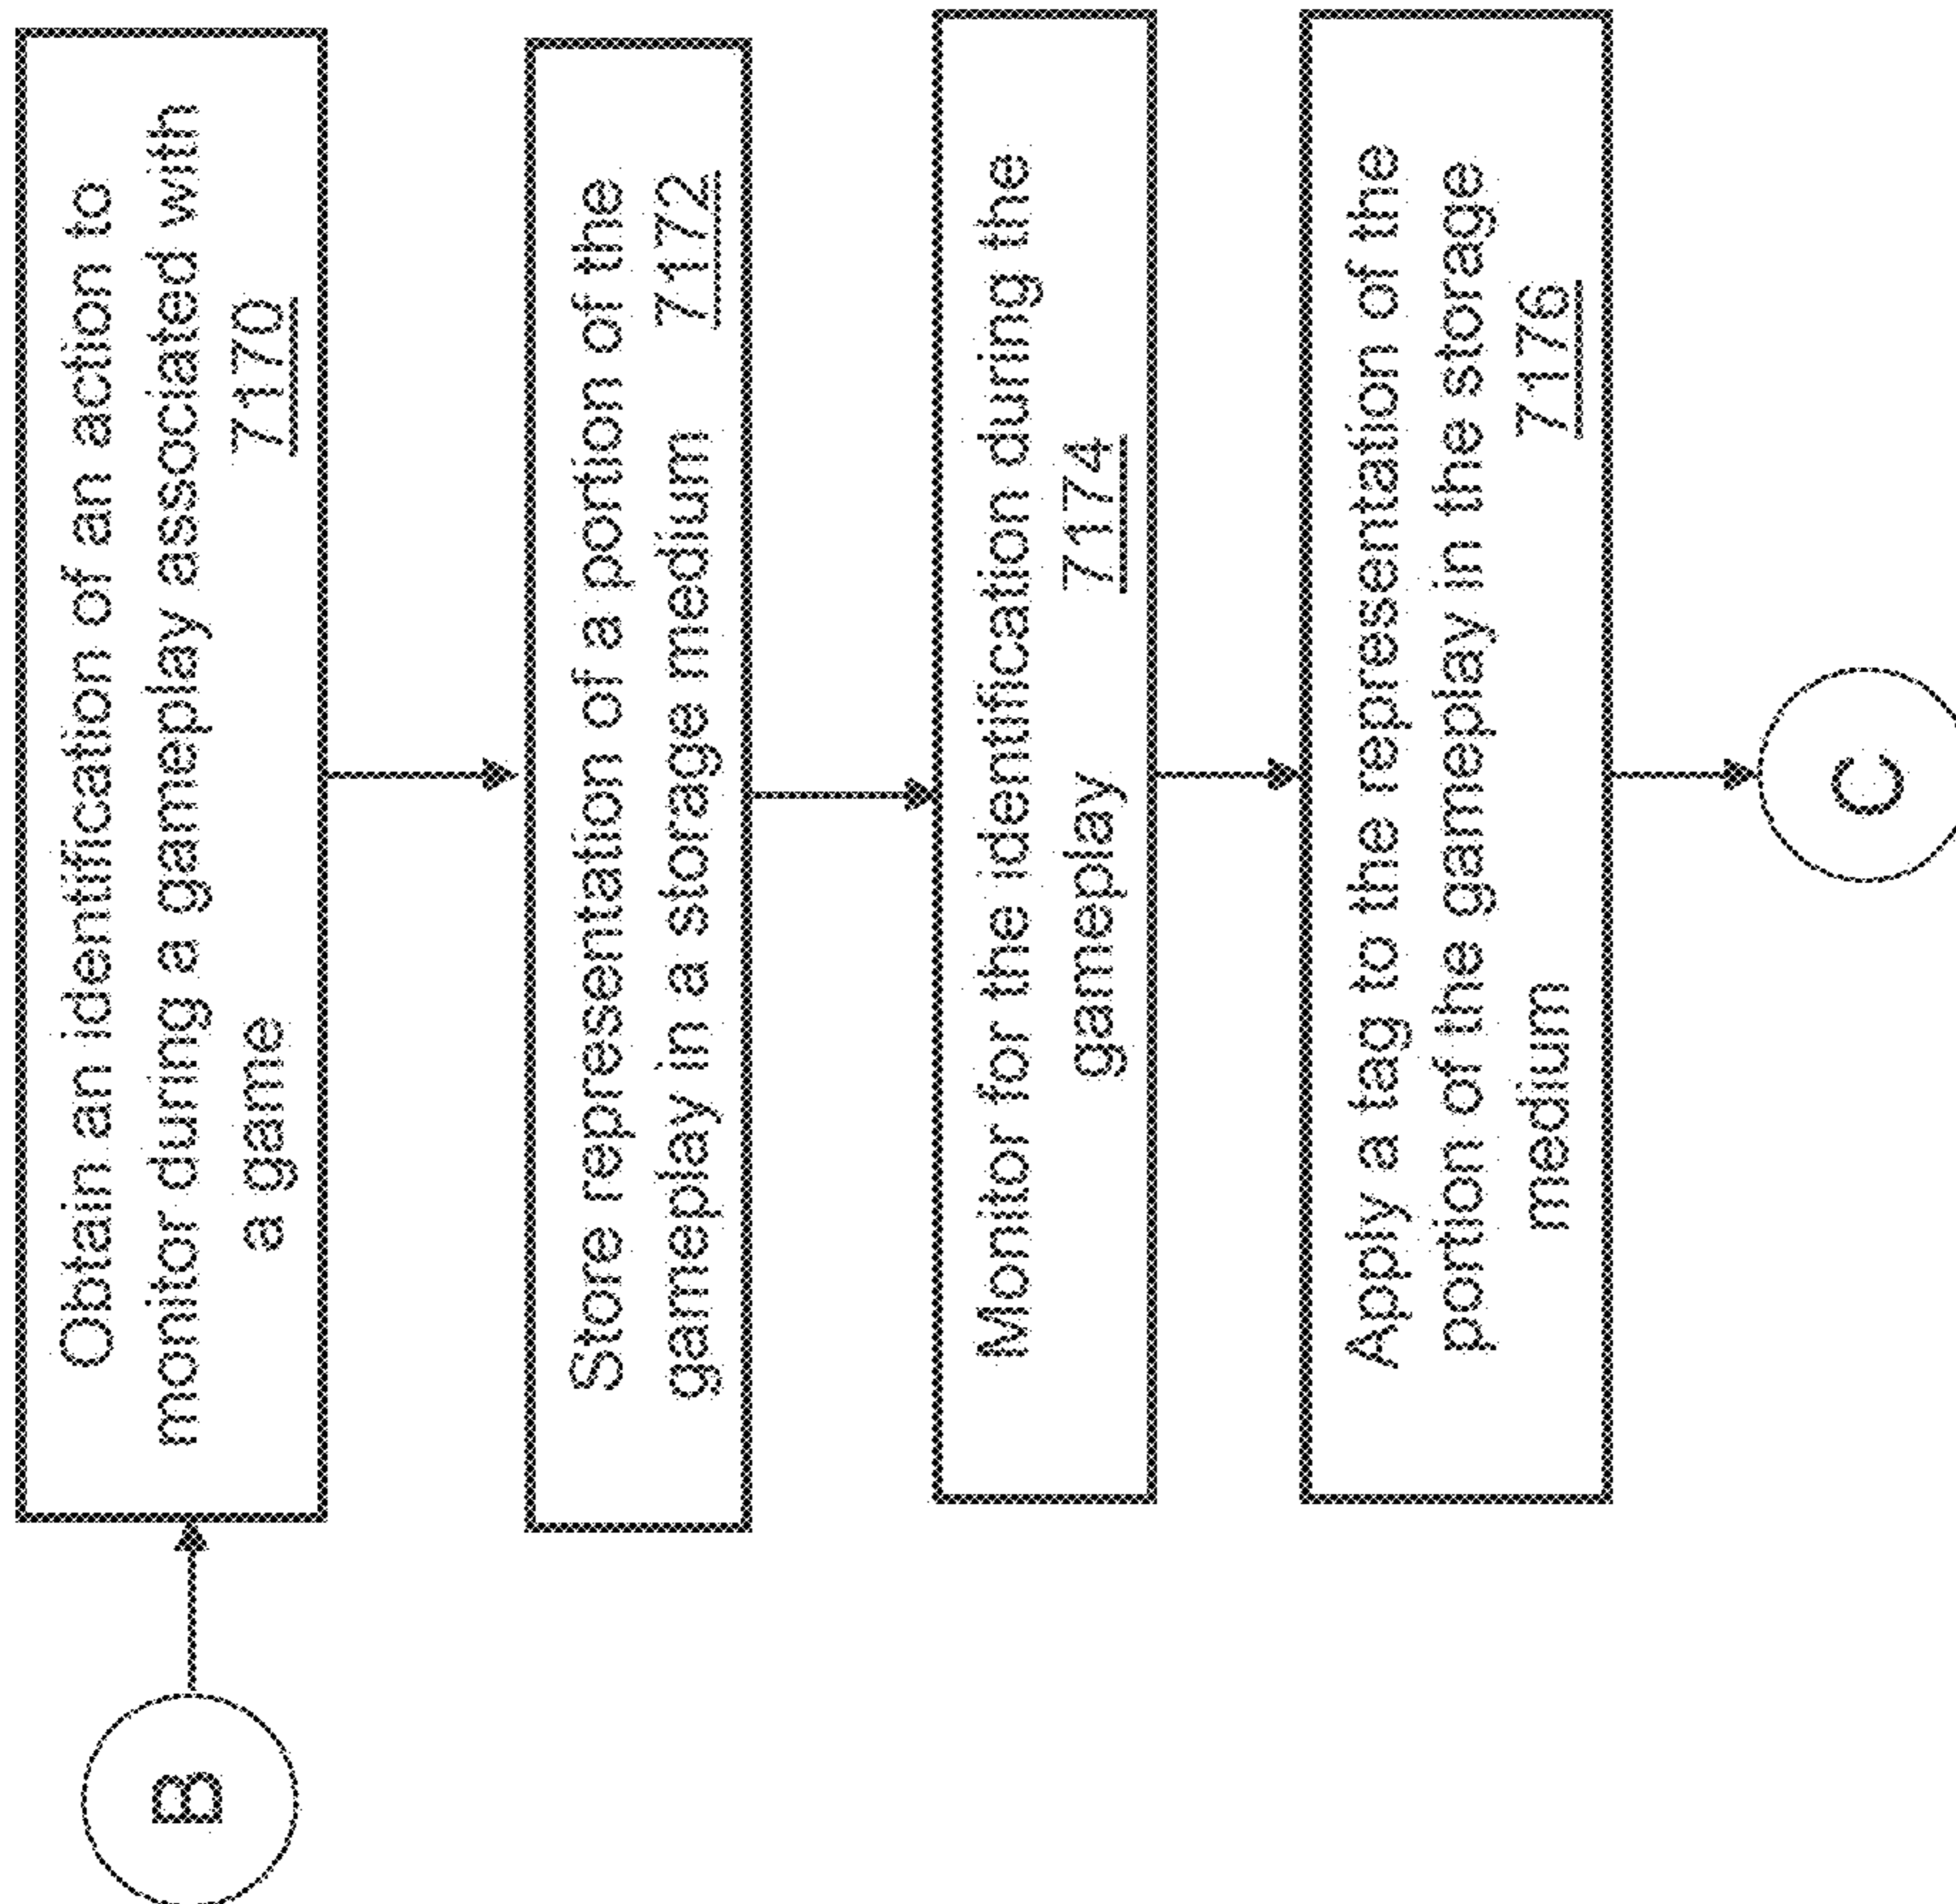 B
Obtain an identification of an action to
monitor during a gameplay associated with
a game 7170
Store representation of a portion of the
gameplay in a storage medium 7172
Monitor for the identification during the
gameplay 7174
Apply a tag to the representation of the
portion of the gameplay in the storage
medium 7176
C